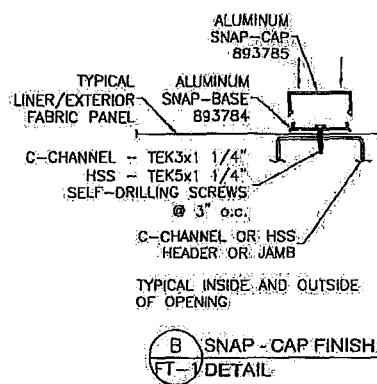 ALUMINUM
SNAP-CAP
893785
TYPICAL
LINER/EXTERIOR
FABRIC PANEL
ALUMINUM
SNAP-BASE
893784
C-CHANNEL - TEK3x1 1/4"
HSS - TEK5x1 1/4"
SELF-DRILLING SCREWS
@ 3" o.c.
C-CHANNEL OR HSS
HEADER OR JAMB
TYPICAL INSIDE AND OUTSIDE
OF OPENING
B SNAP-CAP FINISH
FT-1 DETAIL